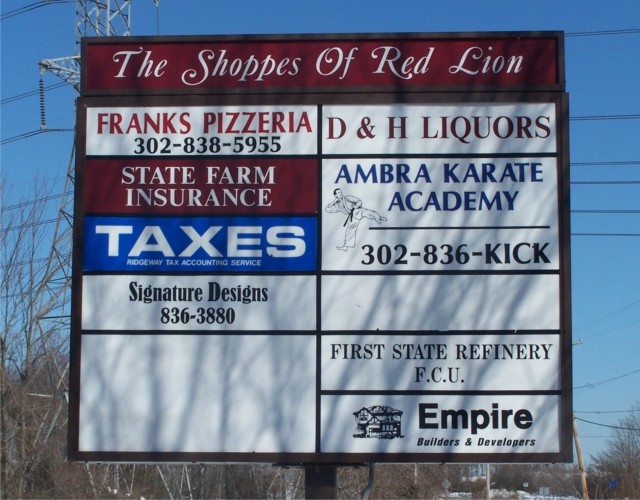 The Shoppes Of Red Lion
FRANKS PIZZERIA
302-838-5955
STATE FARM
INSURANCE
TAXES
RIDGEWAY TAX ACCOUNTING SERVICE
Signature Designs
836-3880
D & H LIQUORS
AMBRA KARATE
ACADEMY
302-836-KICK
FIRST STATE REFINERY
F.C.U.
Empire
Builders & Developers